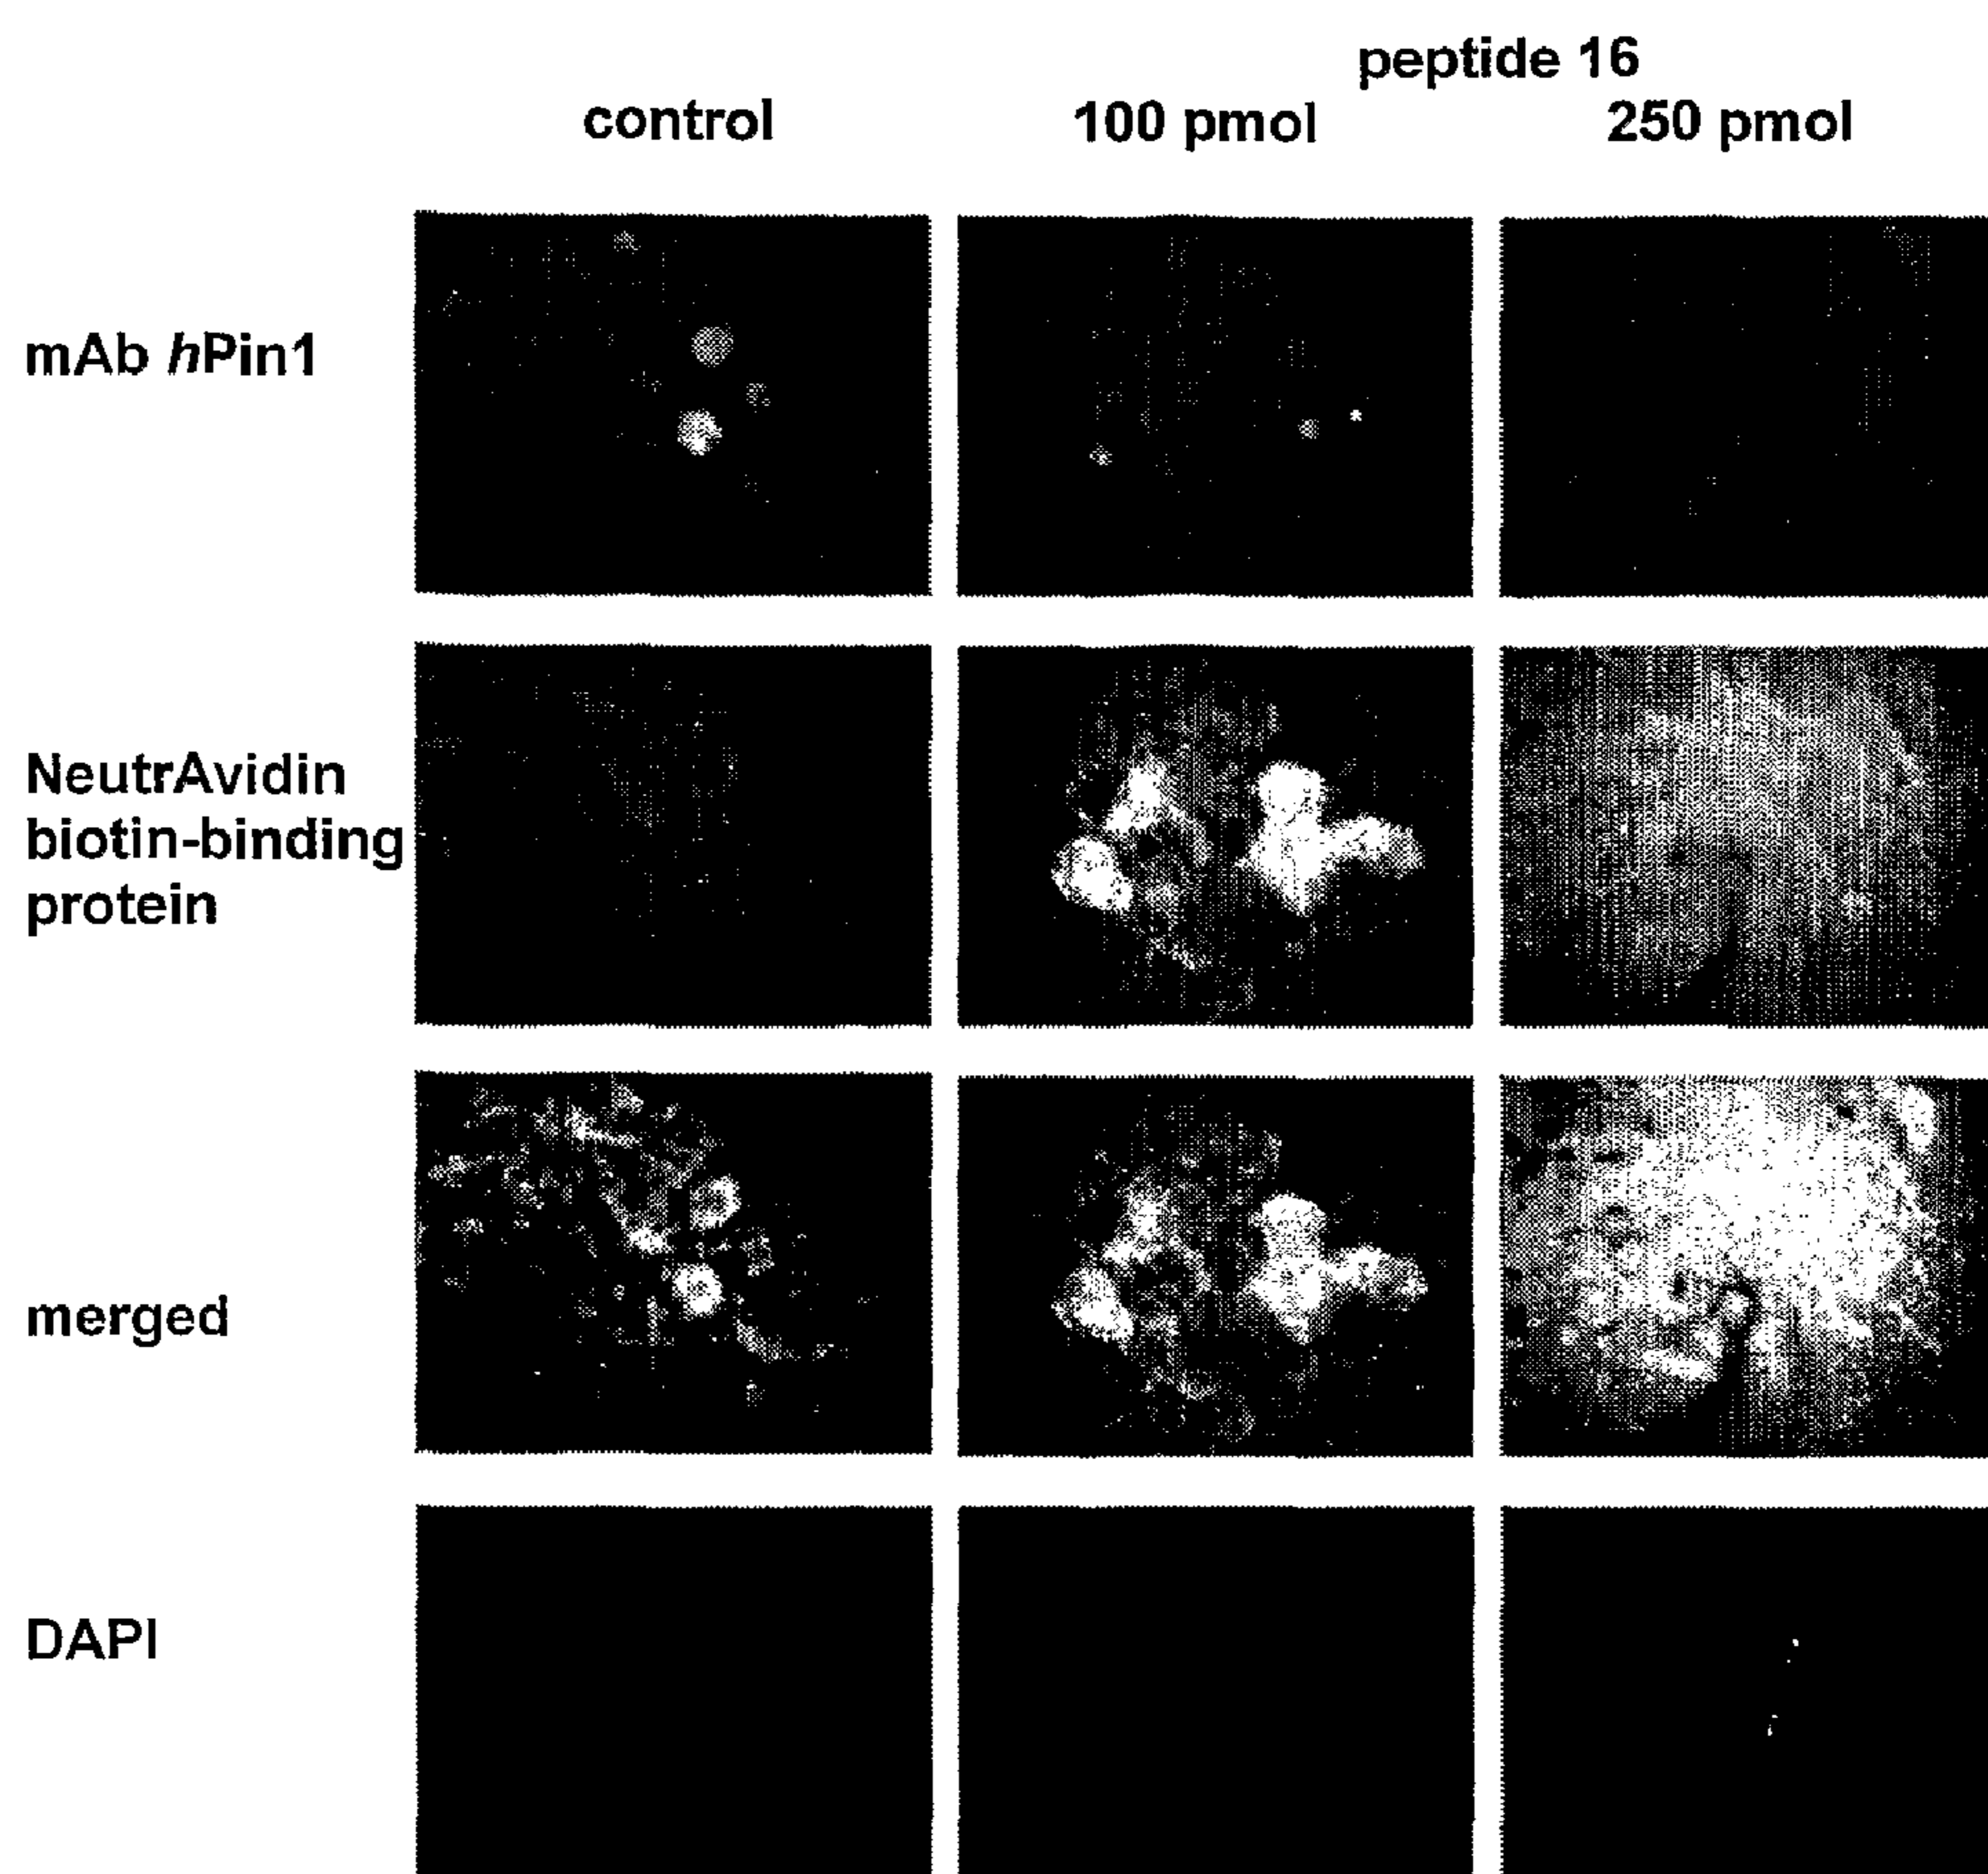 peptide 16
control 100 pmol 250 pmol
mAb hPin1
NeutrAvidin
biotin-binding
protein
merged
DAPI